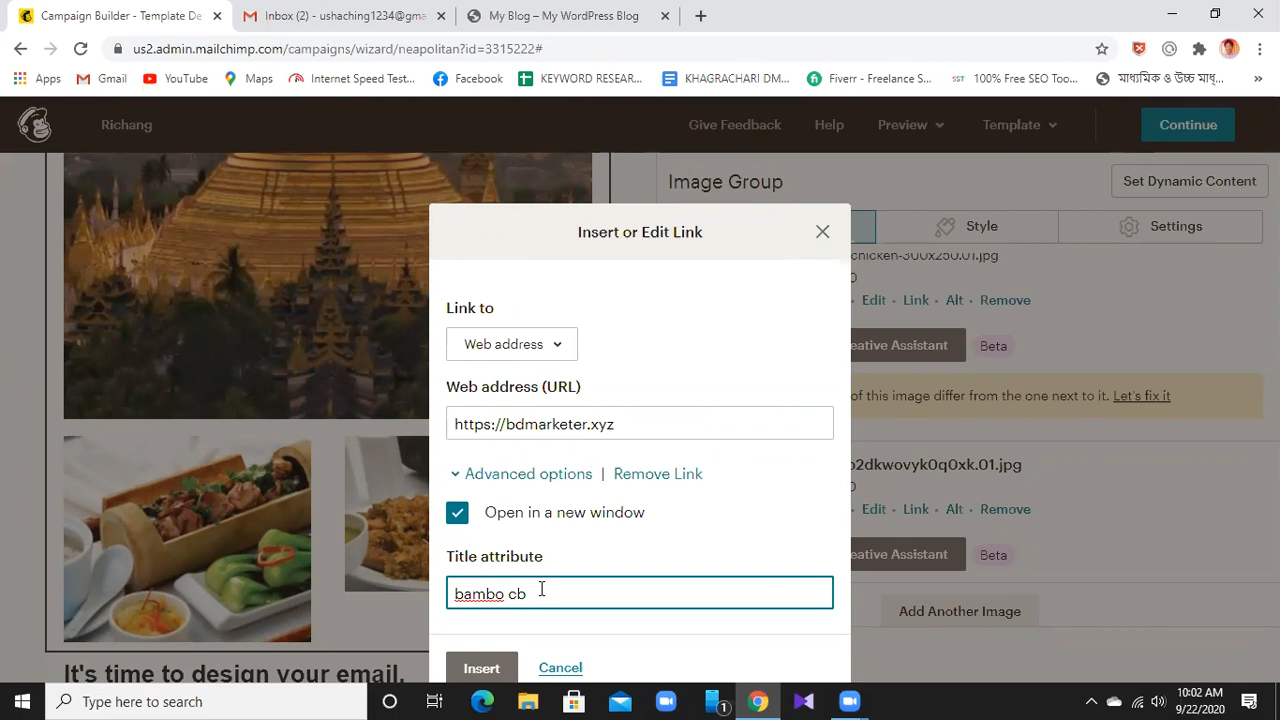 Campaign Builder - Template De
Inbox (2) - ushaching1234@gma
My Blog – My WordPress Blog
us2.admin.mailchimp.com/campaigns/wizard/neapolitan?id=3315222#
Apps
Gmail
YouTube
Maps
Internet Speed Test...
Facebook
KEYWORD RESEAR...
KHAGRACHARI DM...
Fiverr - Freelance S...
SST 100% Free SEO Too...
মাধ্যমিক ও উচ্চ মাধ্...
»
Richang
Give Feedback
Help
Preview
Template
Continue
Image Group
Set Dynamic Content
Style
Settings
chicken-300x250.01.jpg
0
Edit · Link · Alt · Remove
eative Assistant
Beta
of this image differ from the one next to it. Let's fix it
o2dkwovyk0q0xk.01.jpg
0
Edit · Link · Alt · Remove
eative Assistant
Beta
Add Another Image
Insert or Edit Link
Link to
Web address
Web address (URL)
https://bdmarketer.xyz
Advanced options | Remove Link
Open in a new window
Title attribute
bambo cb
Insert
Cancel
It's time to design your email.
Type here to search
1
10:02 AM
9/22/2020